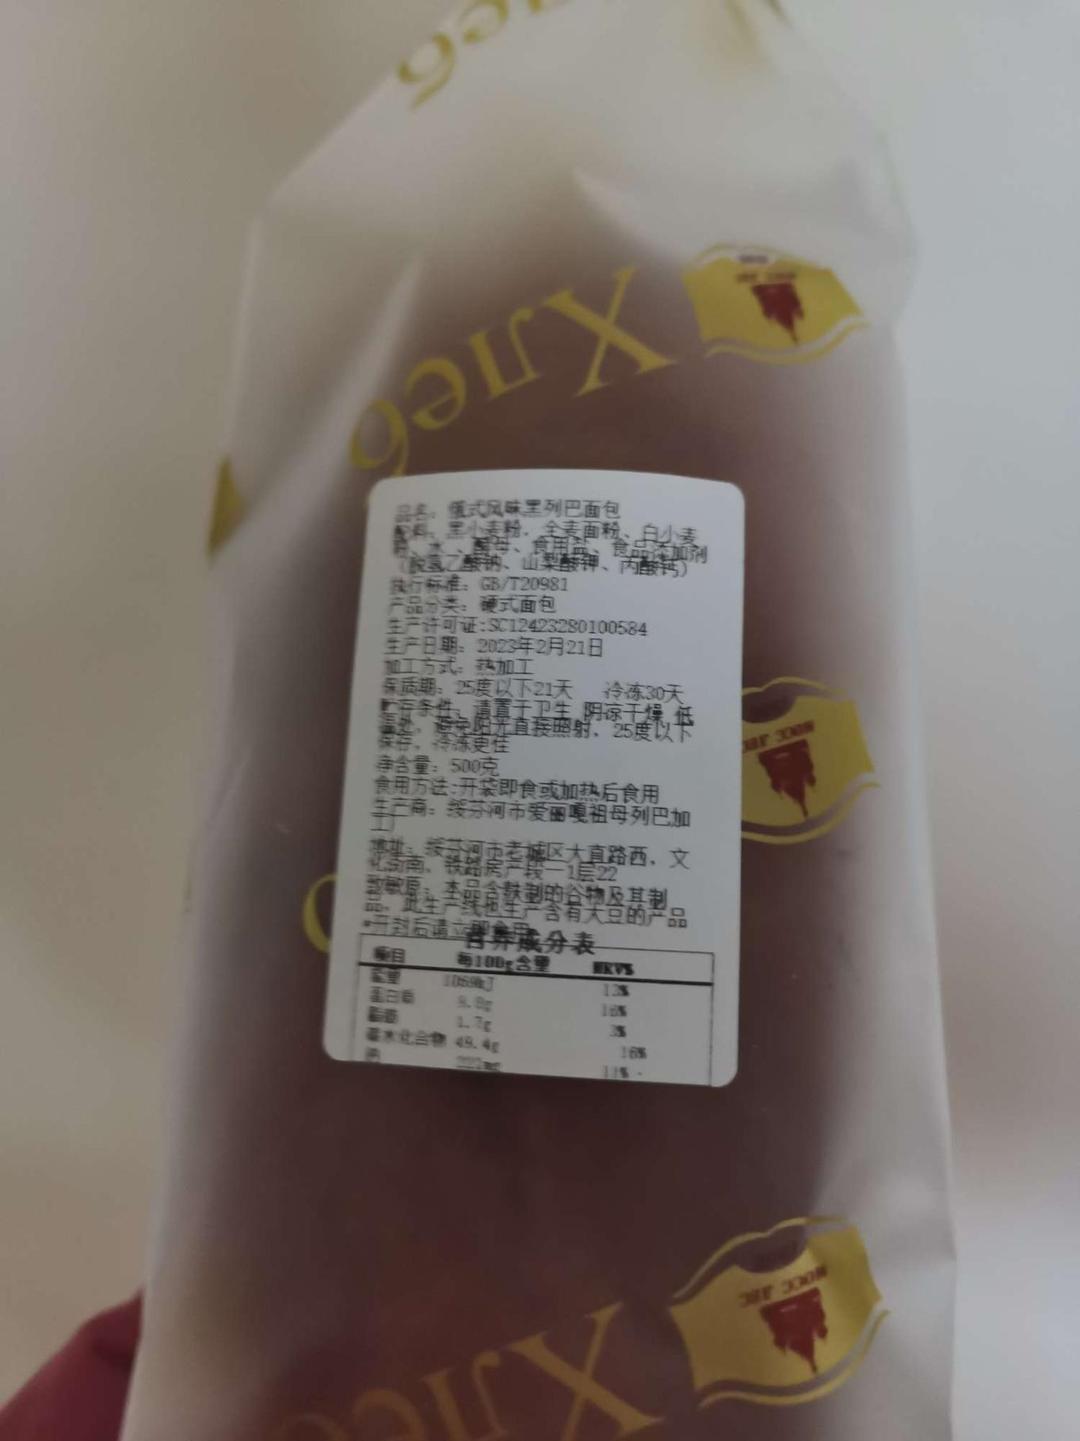 Хлеб
品名：俄式风味黑列巴面包
配料：黑小麦粉、全麦面粉、白小麦
粉、水、酵母、食用盐、食品添加剂
（脱氢乙酸钠、山梨酸钾、丙酸钙）
执行标准：GB/T20981
产品分类：硬式面包
生产许可证:SC12423280100584
生产日期：2023年2月21日
加工方式：热加工
保质期：25度以下21天 冷冻30天
贮存条件：请置于卫生 阴凉干燥 低
温处，避免阳光直接照射、25度以下
保存，冷冻更佳
净含量：500克
食用方法:开袋即食或加热后食用
生产商：绥芬河市爱丽嘎祖母列巴加
工厂
地址：绥芬河市老城区大直路西、文
化街南、铁路房产段一1层22
致敏原：本品含麸制的谷物及其制
品，此生产线也生产含有大豆的产品
*开封后请立即食用
营养成分表
项目 每100g含量 NRV%
能量 1069kJ 13%
蛋白质 9.8g 16%
脂肪 1.7g 3%
碳水化合物 49.4g 16%
钠 222mg 11%
Хлеб